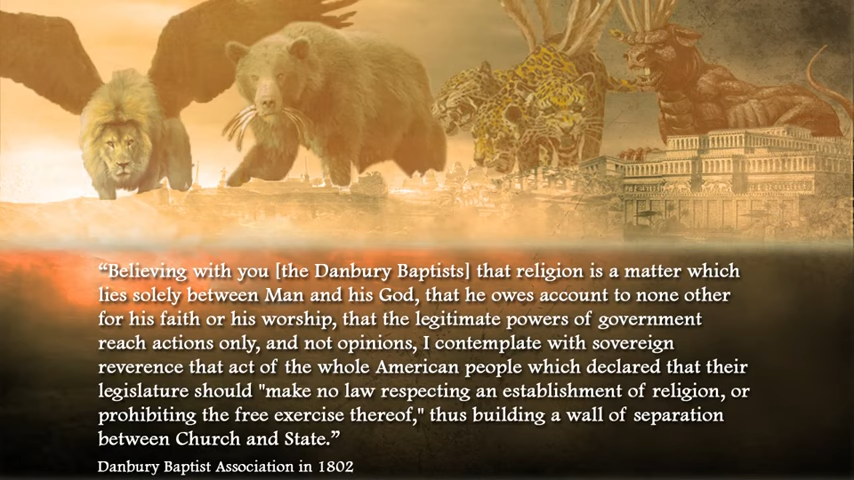 “Believing with you [the Danbury Baptists] that religion is a matter which
lies solely between Man and his God, that he owes account to none other
for his faith or his worship, that the legitimate powers of government
reach actions only, and not opinions, I contemplate with sovereign
reverence that act of the whole American people which declared that their
legislature should "make no law respecting an establishment of religion, or
prohibiting the free exercise thereof," thus building a wall of separation
between Church and State.”
Danbury Baptist Association in 1802